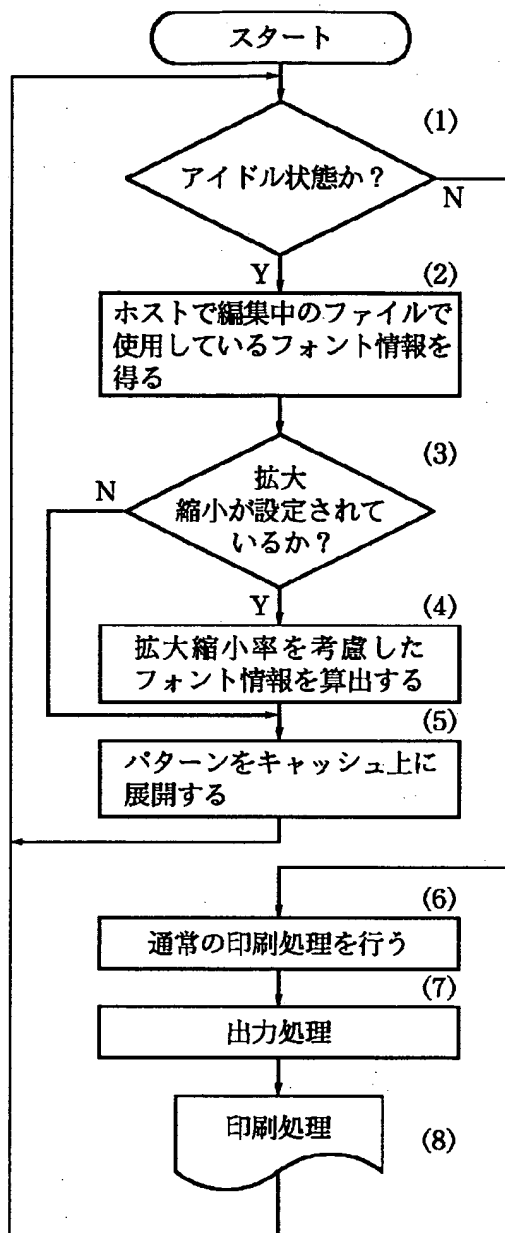 スタート
(1)
アイドル状態か?
N
Y
(2)
ホストで編集中のファイルで
使用しているフォント情報を
得る
(3)
N
拡大
縮小が設定されて
いるか?
Y
(4)
拡大縮小率を考慮した
フォント情報を算出する
(5)
パターンをキャッシュ上に
展開する
(6)
通常の印刷処理を行う
(7)
出力処理
印刷処理
(8)